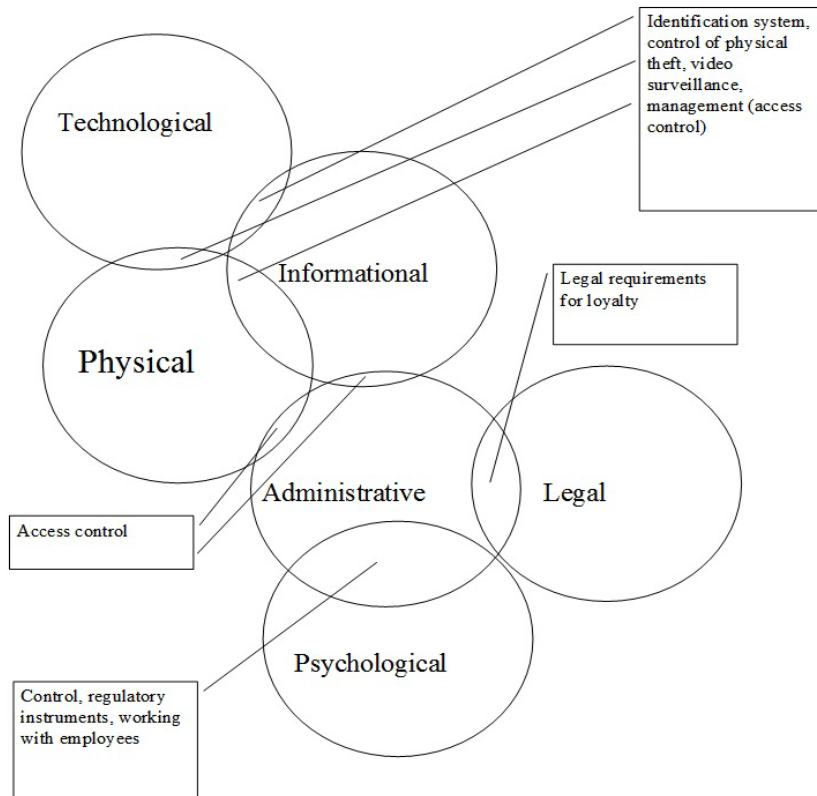 Identification system,
control of physical
theft, video
surveillance,
management (access
control)
Technological
Informational
Legal requirements
for loyalty
Physical
Administrative
Legal
Access control
Psychological
Control, regulatory
instruments, working
with employees